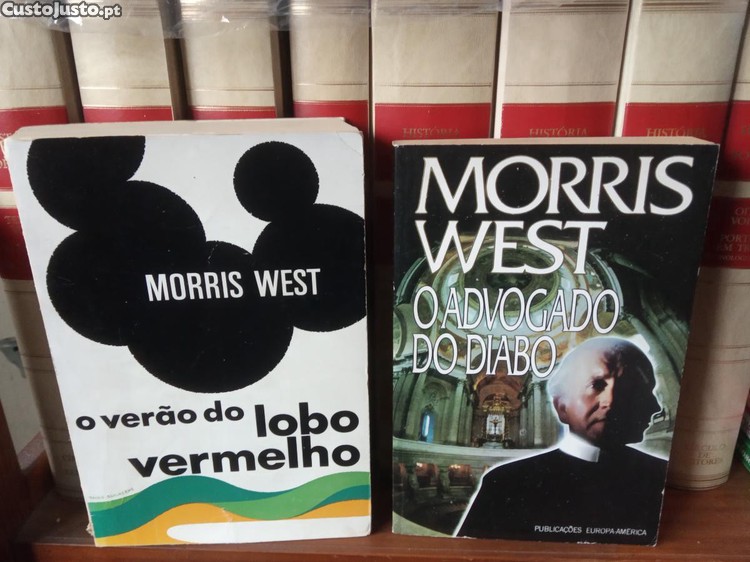 CustoJusto.pt
MORRIS WEST
o verão do lobo
vermelho
MORRIS
WEST
O ADVOGADO
DO DIABO
PUBLICAÇÕES EUROPA-AMÉRICA
HISTÓRIA
HISTÓRIA
HISTÓRIA